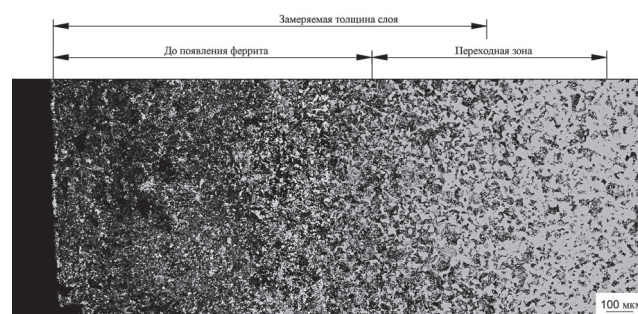 Замеряемая толщина слоя
До появления феррита
Переходная зона
100 мкм